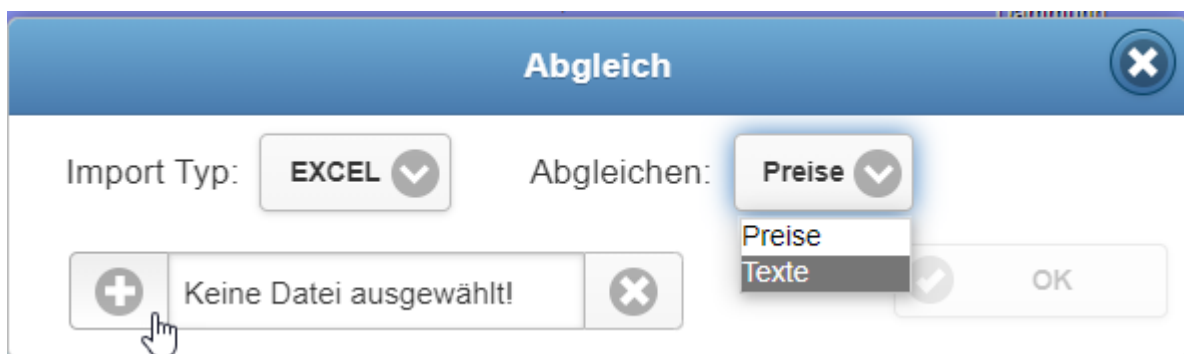 Abgleich
Import Typ: EXCEL Abgleichen: Preise
Preise
Texte
Keine Datei ausgewählt! OK